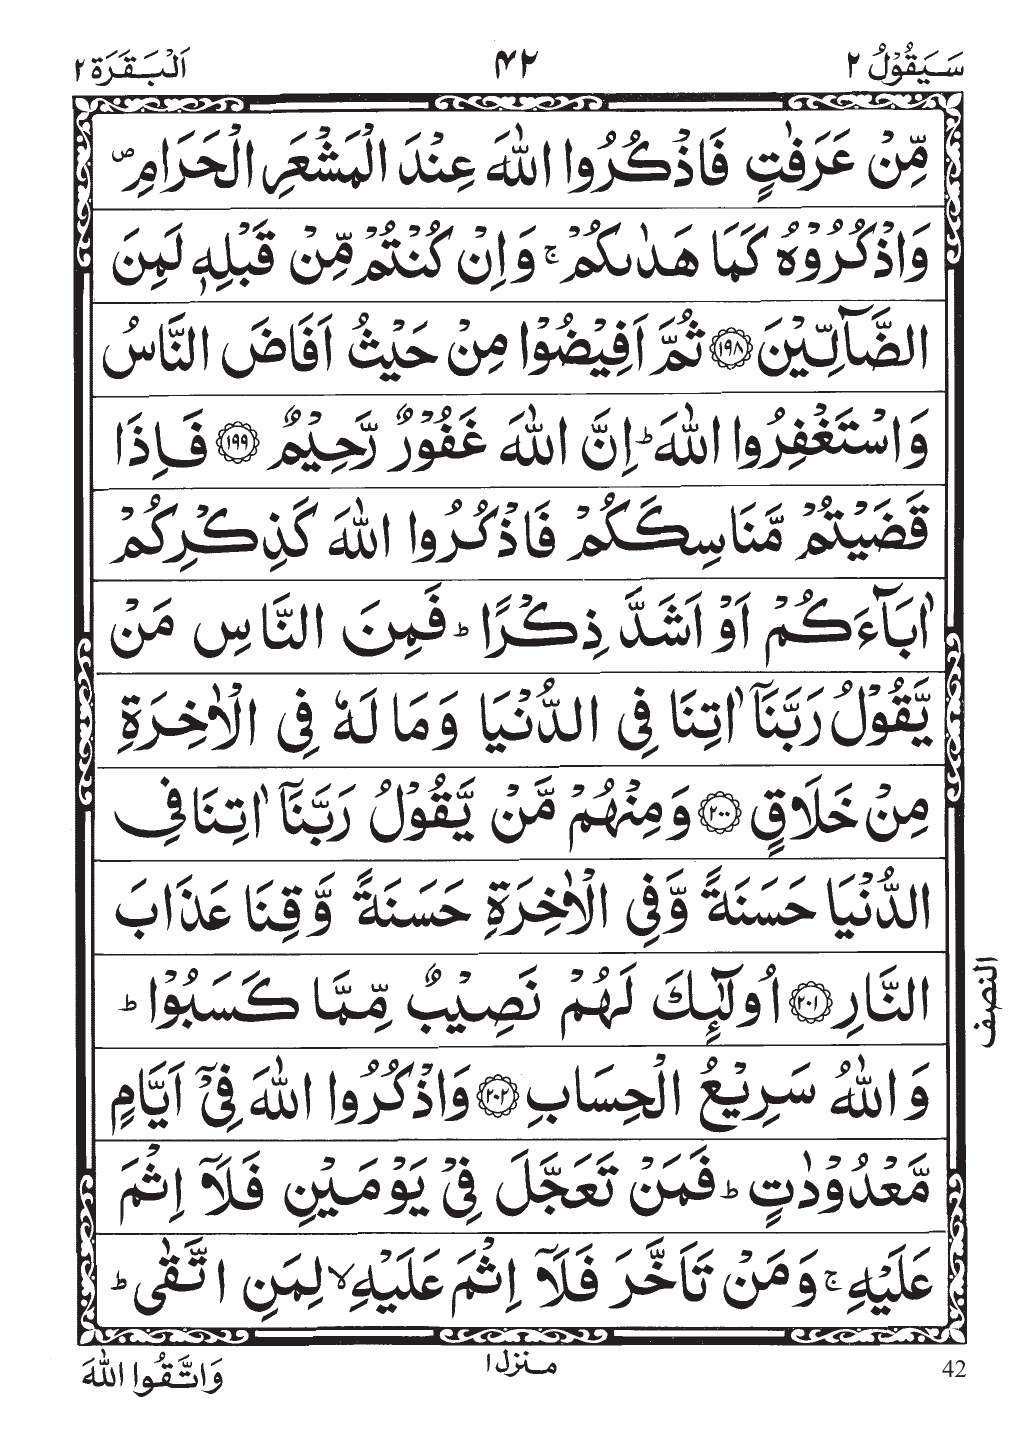 سَيَقُوْلُ ٢ ۴٢ اَلْبَقَرَة ٢
مِّنْ عَرَفٰتٍ فَاذْكُرُوا اللّٰهَ عِنْدَ الْمَشْعَرِ الْحَرَامِ ۪
وَاذْكُرُوْهُ كَمَا هَدٰىكُمْ ۚ وَاِنْ كُنْتُمْ مِّنْ قَبْلِهٖ لَمِنَ
الضَّآلِّيْنَ ﴿١٩٨﴾ ثُمَّ اَفِيْضُوْا مِنْ حَيْثُ اَفَاضَ النَّاسُ
وَاسْتَغْفِرُوا اللّٰهَ ؕ اِنَّ اللّٰهَ غَفُوْرٌ رَّحِيْمٌ ﴿١٩٩﴾ فَاِذَا
قَضَيْتُمْ مَّنَاسِكَكُمْ فَاذْكُرُوا اللّٰهَ كَذِكْرِكُمْ
اٰبَآءَكُمْ اَوْ اَشَدَّ ذِكْرًا ؕ فَمِنَ النَّاسِ مَنْ
يَّقُوْلُ رَبَّنَآ اٰتِنَا فِى الدُّنْيَا وَمَا لَهٗ فِى الْاٰخِرَةِ
مِنْ خَلَاقٍ ﴿٢٠٠﴾ وَمِنْهُمْ مَّنْ يَّقُوْلُ رَبَّنَآ اٰتِنَا فِى
الدُّنْيَا حَسَنَةً وَّفِى الْاٰخِرَةِ حَسَنَةً وَّقِنَا عَذَابَ
النَّارِ ﴿٢٠١﴾ اُولٰٓئِكَ لَهُمْ نَصِيْبٌ مِّمَّا كَسَبُوْا ؕ
النصف
وَاللّٰهُ سَرِيْعُ الْحِسَابِ ﴿٢٠٢﴾ وَاذْكُرُوا اللّٰهَ فِىْٓ اَيَّامٍ
مَّعْدُوْدٰتٍ ؕ فَمَنْ تَعَجَّلَ فِىْ يَوْمَيْنِ فَلَآ اِثْمَ
عَلَيْهِ ۚ وَمَنْ تَاَخَّرَ فَلَآ اِثْمَ عَلَيْهِ ۙ لِمَنِ اتَّقٰى ؕ
42 منزل ١ وَاتَّقُوا اللّٰهَ